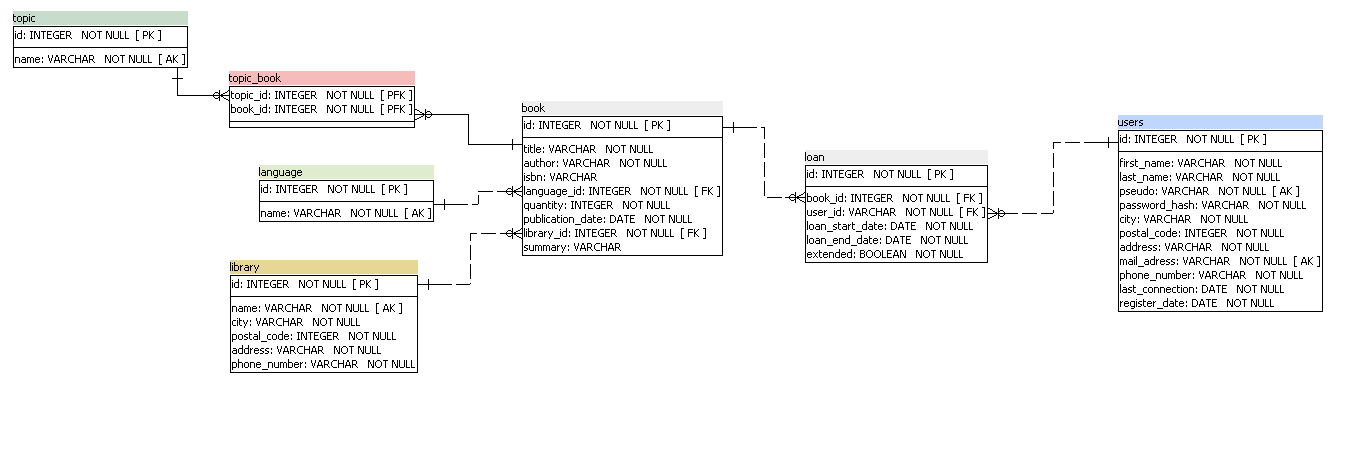 topic
id: INTEGER NOT NULL [ PK ]
name: VARCHAR NOT NULL [ AK ]
topic_book
topic_id: INTEGER NOT NULL [ PFK ]
book_id: INTEGER NOT NULL [ PFK ]
language
id: INTEGER NOT NULL [ PK ]
name: VARCHAR NOT NULL [ AK ]
library
id: INTEGER NOT NULL [ PK ]
name: VARCHAR NOT NULL [ AK ]
city: VARCHAR NOT NULL
postal_code: INTEGER NOT NULL
address: VARCHAR NOT NULL
phone_number: VARCHAR NOT NULL
book
id: INTEGER NOT NULL [ PK ]
title: VARCHAR NOT NULL
author: VARCHAR NOT NULL
isbn: VARCHAR
language_id: INTEGER NOT NULL [ FK ]
quantity: INTEGER NOT NULL
publication_date: DATE NOT NULL
library_id: INTEGER NOT NULL [ FK ]
summary: VARCHAR
loan
id: INTEGER NOT NULL [ PK ]
book_id: INTEGER NOT NULL [ FK ]
user_id: VARCHAR NOT NULL [ FK ]
loan_start_date: DATE NOT NULL
loan_end_date: DATE NOT NULL
extended: BOOLEAN NOT NULL
users
id: INTEGER NOT NULL [ PK ]
first_name: VARCHAR NOT NULL
last_name: VARCHAR NOT NULL
pseudo: VARCHAR NOT NULL [ AK ]
password_hash: VARCHAR NOT NULL
city: VARCHAR NOT NULL
postal_code: INTEGER NOT NULL
address: VARCHAR NOT NULL
mail_adress: VARCHAR NOT NULL [ AK ]
phone_number: VARCHAR NOT NULL
last_connection: DATE NOT NULL
register_date: DATE NOT NULL